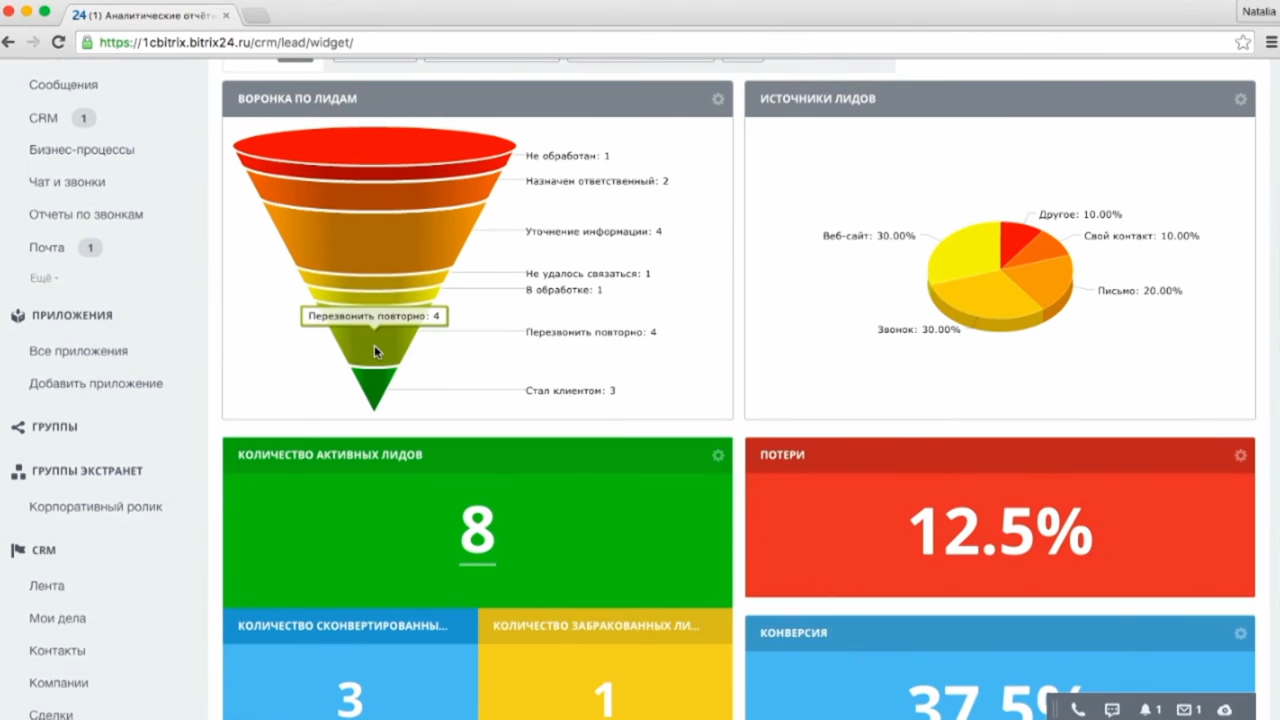 24 (1) Аналитические отчёт
Natalia
https://1cbitrix.bitrix24.ru/crm/lead/widget/
Сообщения
CRM 1
Бизнес-процессы
Чат и звонки
Отчеты по звонкам
Почта 1
Ещё
ПРИЛОЖЕНИЯ
Все приложения
Добавить приложение
ГРУППЫ
ГРУППЫ ЭКСТРАНЕТ
Корпоративный ролик
CRM
Лента
Мои дела
Контакты
Компании
Сделки
ВОРОНКА ПО ЛИДАМ
Не обработан: 1
Назначен ответственный: 2
Уточнение информации: 4
Не удалось связаться: 1
В обработке: 1
Перезвонить повторно: 4
Перезвонить повторно: 4
Стал клиентом: 3
ИСТОЧНИКИ ЛИДОВ
Другое: 10.00%
Веб-сайт: 30.00%
Свой контакт: 10.00%
Письмо: 20.00%
Звонок: 30.00%
КОЛИЧЕСТВО АКТИВНЫХ ЛИДОВ
8
ПОТЕРИ
12.5%
КОЛИЧЕСТВО СКОНВЕРТИРОВАННЫ...
3
КОЛИЧЕСТВО ЗАБРАКОВАННЫХ ЛИ...
1
КОНВЕРСИЯ
37.5%
1
1